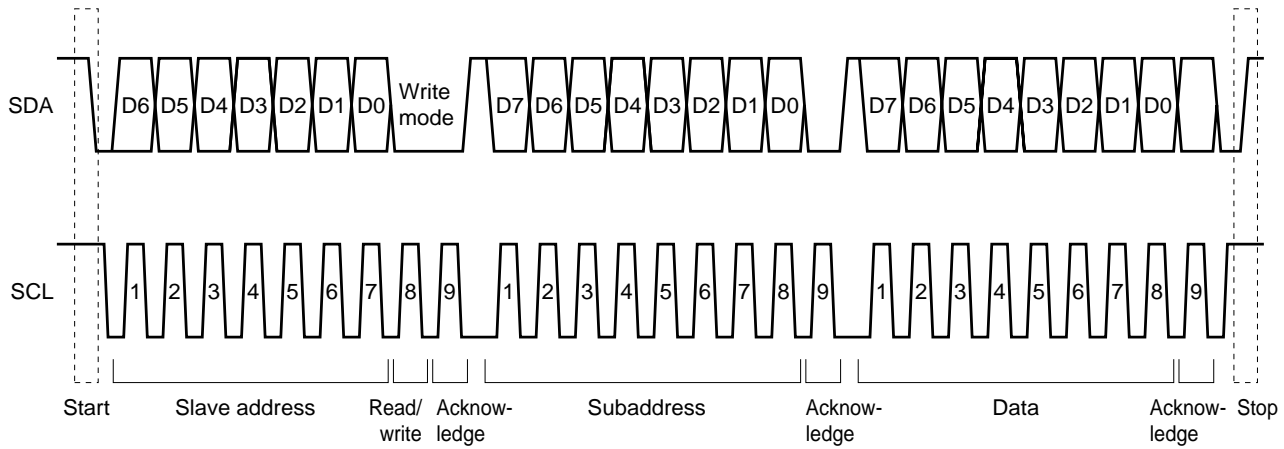 SDA D6 D5 D4 D3 D2 D1 D0 Write mode D7 D6 D5 D4 D3 D2 D1 D0 D7 D6 D5 D4 D3 D2 D1 D0
SCL 1 2 3 4 5 6 7 8 9 1 2 3 4 5 6 7 8 9 1 2 3 4 5 6 7 8 9
Start Slave address Read/ Acknow- Subaddress Acknow- Data Acknow- Stop
write ledge ledge ledge